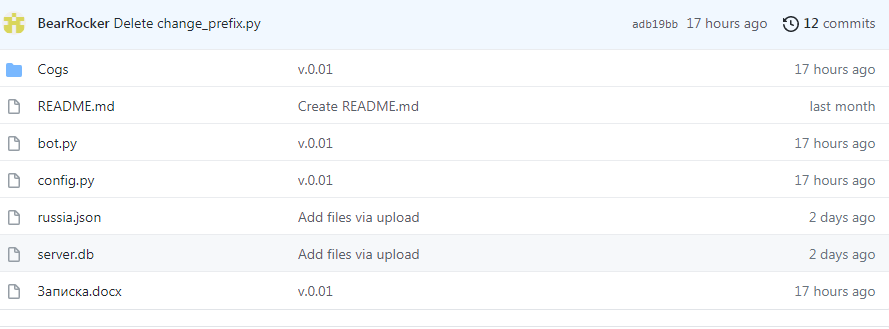 BearRocker Delete change_prefix.py adb19bb 17 hours ago 12 commits
Cogs v.0.01 17 hours ago
README.md Create README.md last month
bot.py v.0.01 17 hours ago
config.py v.0.01 17 hours ago
russia.json Add files via upload 2 days ago
server.db Add files via upload 2 days ago
Записка.docx v.0.01 17 hours ago